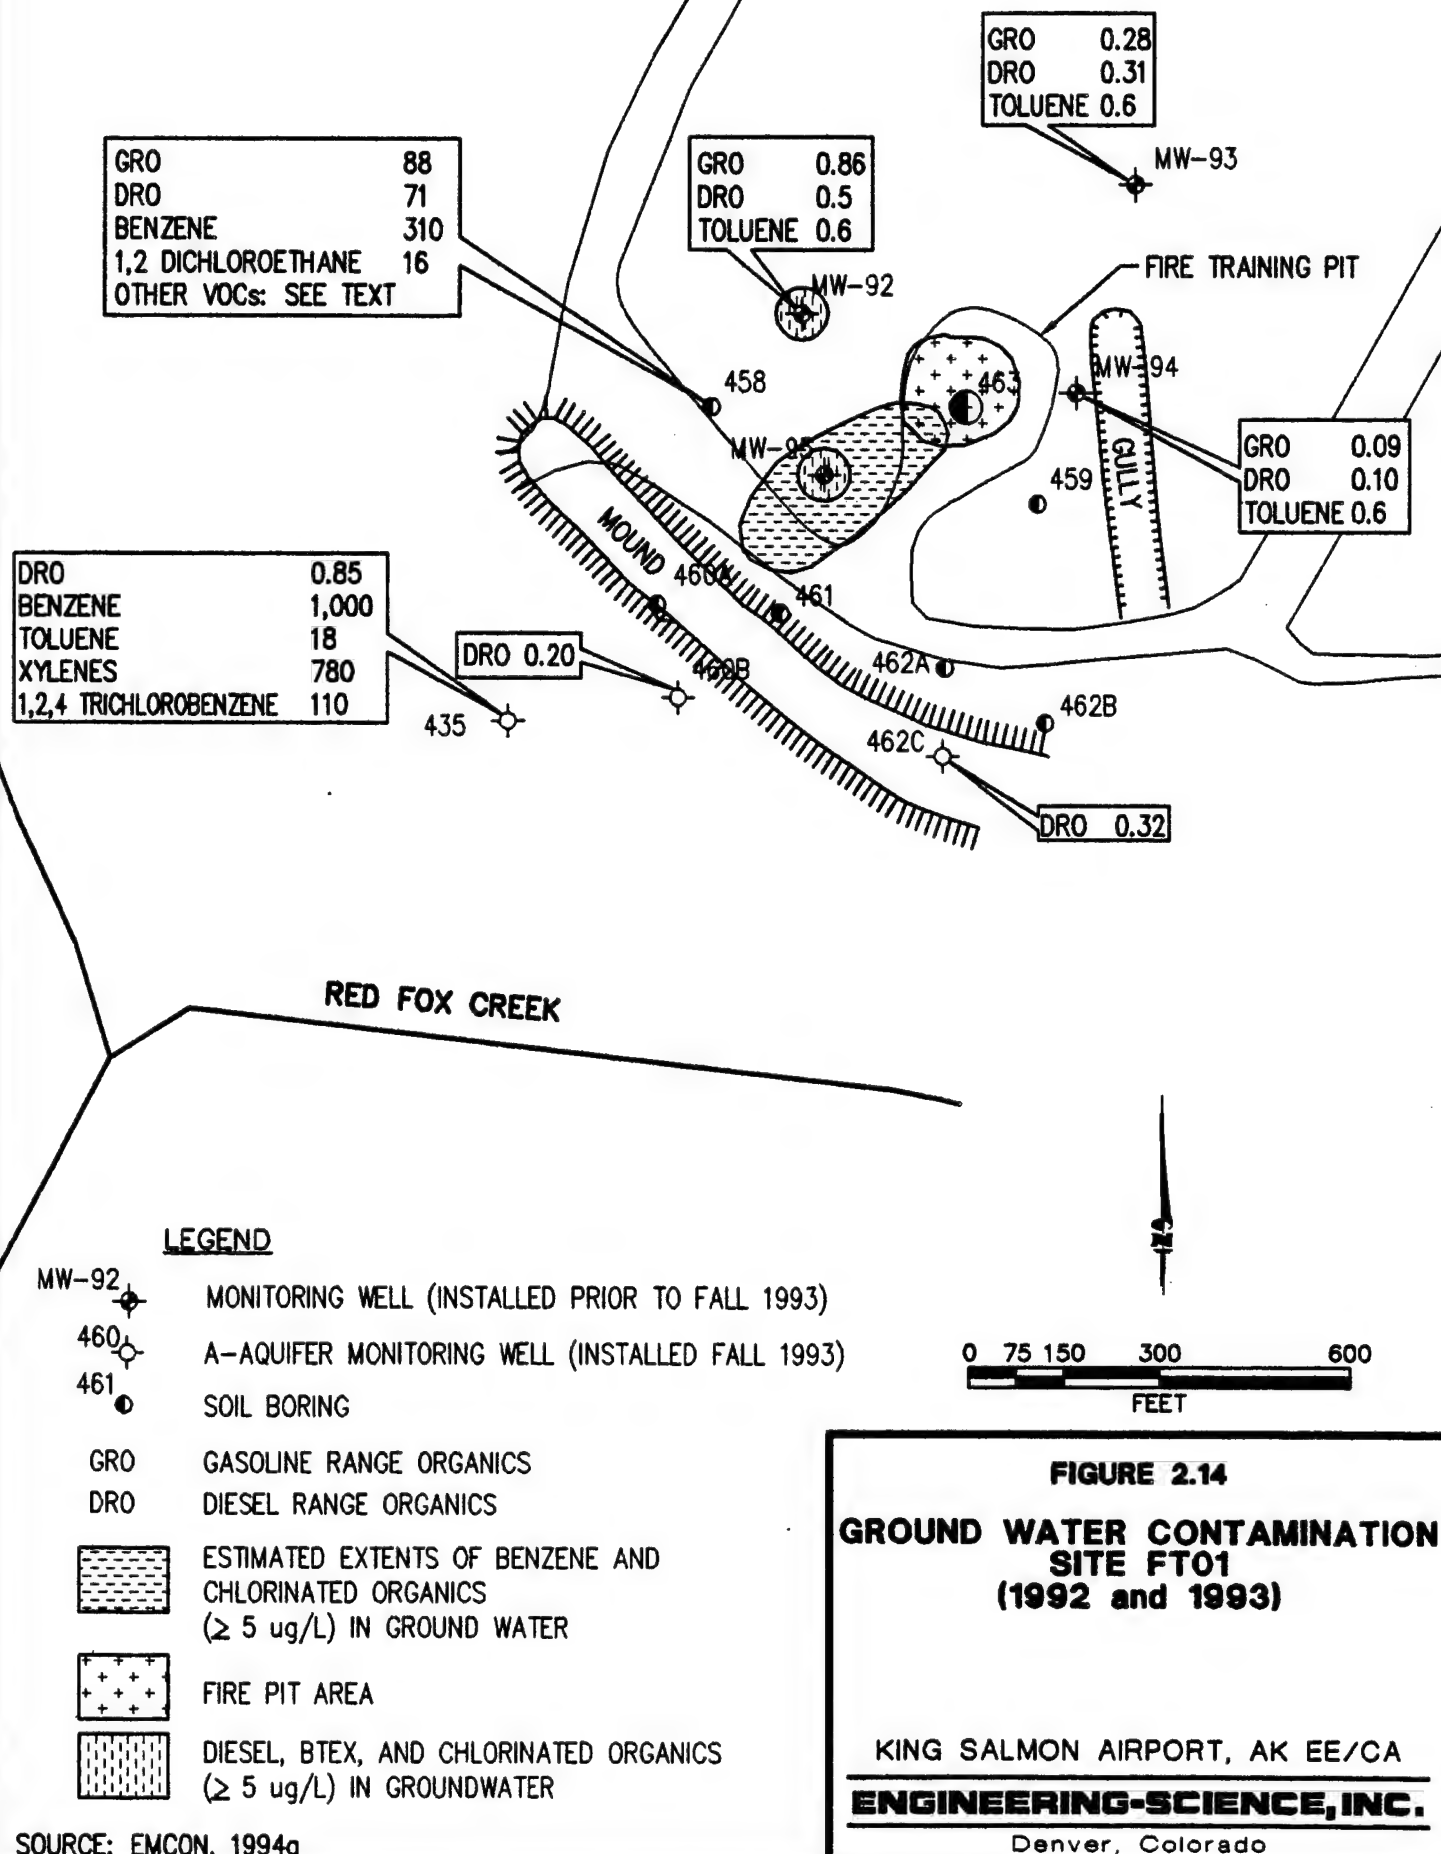 GRO 0.28
DRO 0.31
TOLUENE 0.6
MW-93
GRO 88
DRO 71
BENZENE 310
1,2 DICHLOROETHANE 16
OTHER VOCs: SEE TEXT
GRO 0.86
DRO 0.5
TOLUENE 0.6
MW-92
FIRE TRAINING PIT
458
463
MW-94
GRO 0.09
DRO 0.10
TOLUENE 0.6
MW-95
459
GULLY
MOUND
460A
461
DRO 0.85
BENZENE 1,000
TOLUENE 18
XYLENES 780
1,2,4 TRICHLOROBENZENE 110
DRO 0.20
460B
462A
435
462B
462C
DRO 0.32
RED FOX CREEK
LEGEND
MW-92 MONITORING WELL (INSTALLED PRIOR TO FALL 1993)
460 A-AQUIFER MONITORING WELL (INSTALLED FALL 1993)
461 SOIL BORING
GRO GASOLINE RANGE ORGANICS
DRO DIESEL RANGE ORGANICS
ESTIMATED EXTENTS OF BENZENE AND
CHLORINATED ORGANICS
(≥ 5 ug/L) IN GROUND WATER
FIRE PIT AREA
DIESEL, BTEX, AND CHLORINATED ORGANICS
(≥ 5 ug/L) IN GROUNDWATER
SOURCE: EMCON, 1994a
0 75 150 300 600
FEET
FIGURE 2.14
GROUND WATER CONTAMINATION
SITE FT01
(1992 and 1993)
KING SALMON AIRPORT, AK EE/CA
ENGINEERING-SCIENCE, INC.
Denver, Colorado